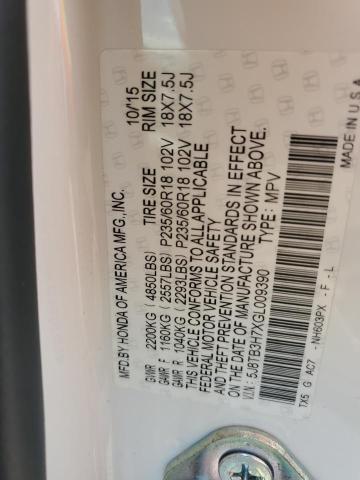 MFD.BY HONDA OF AMERICA MFG.,INC. 10/'15
TIRE SIZE RIM SIZE
GVWR 2200KG (4850LBS)
GAWR F 1160KG (2557LBS) P235/60R18 102V 18X7.5J
GAWR R 1040KG (2293LBS) P235/60R18 102V 18X7.5J
THIS VEHICLE CONFORMS TO ALL APPLICABLE
FEDERAL MOTOR VEHICLE SAFETY
AND THEFT PREVENTION STANDARDS IN EFFECT
ON THE DATE OF MANUFACTURE SHOWN ABOVE.
V.I.N.: 5J8TB3H7XGL009390 TYPE: MPV
TX5 G AC7 -NH603PX - F - L
MADE IN U.S.A